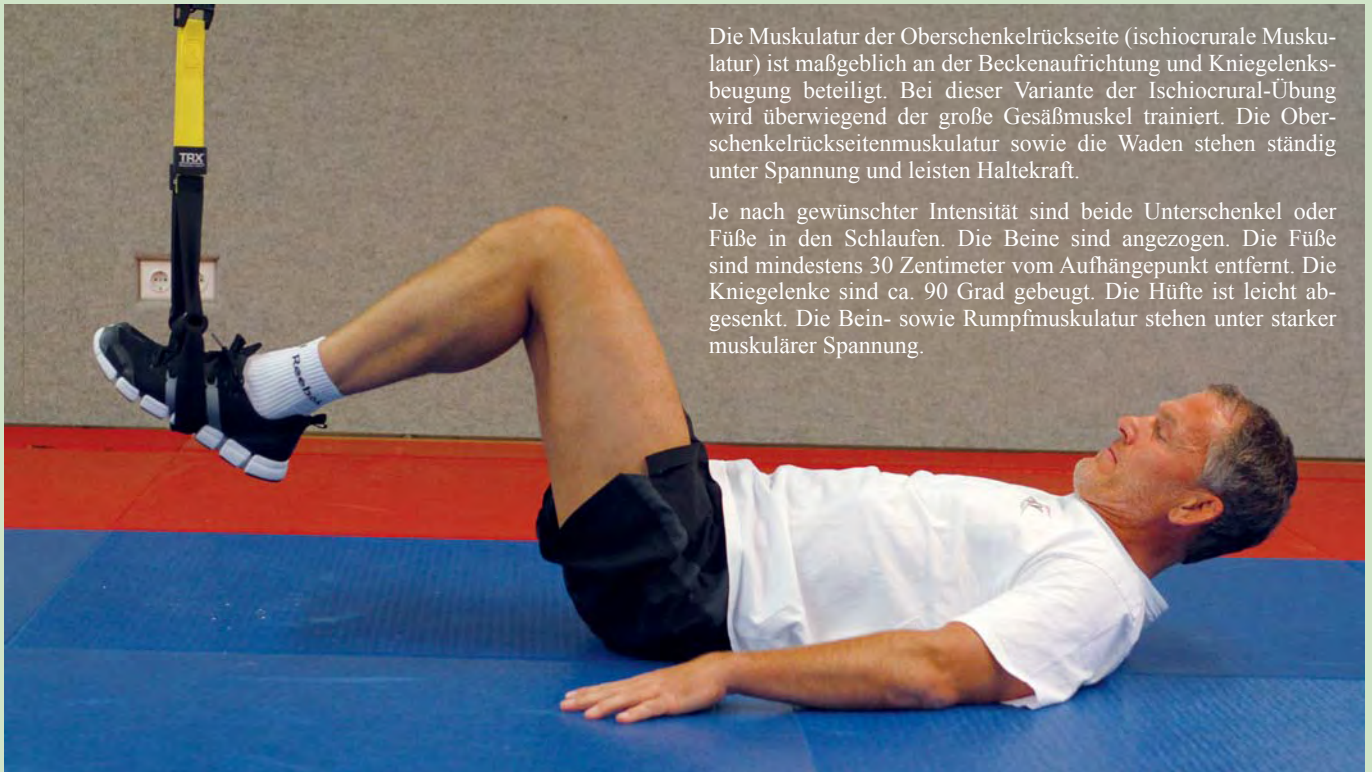 Die Muskulatur der Oberschenkelrückseite (ischiocrurale Musku-
latur) ist maßgeblich an der Beckenaufrichtung und Kniegelenks-
beugung beteiligt. Bei dieser Variante der Ischiocrural-Übung
wird überwiegend der große Gesäßmuskel trainiert. Die Ober-
schenkelrückseitenmuskulatur sowie die Waden stehen ständig
unter Spannung und leisten Haltekraft.
Je nach gewünschter Intensität sind beide Unterschenkel oder
Füße in den Schlaufen. Die Beine sind angezogen. Die Füße
sind mindestens 30 Zentimeter vom Aufhängepunkt entfernt. Die
Kniegelenke sind ca. 90 Grad gebeugt. Die Hüfte ist leicht ab-
gesenkt. Die Bein- sowie Rumpfmuskulatur stehen unter starker
muskulärer Spannung.
TRX
Reebok